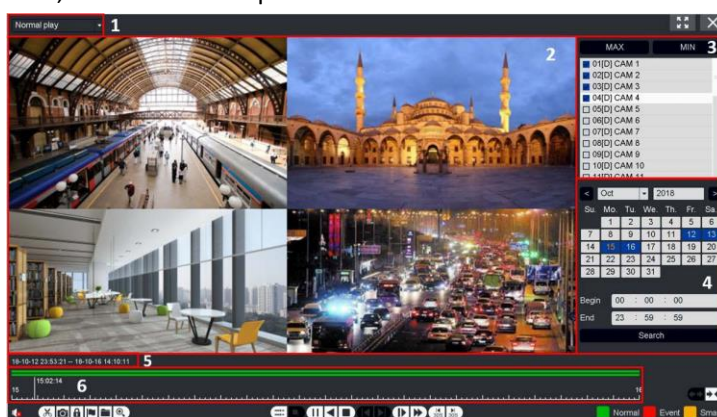 Normal play
1
2
MAX MIN 3
01[D] CAM 1
02[D] CAM 2
03[D] CAM 3
04[D] CAM 4
05[D] CAM 5
06[D] CAM 6
07[D] CAM 7
08[D] CAM 8
09[D] CAM 9
10[D] CAM 10
11[D] CAM 11
< Oct 2018 >
Su. Mo. Tu. We. Th. Fr. Sa.
1 2 3 4 5 6
7 8 9 10 11 12 13
14 15 16 17 18 19 20
21 22 23 24 25 26 27
28 29 30 31
4
Begin 00 : 00 : 00
End 23 : 59 : 59
Search
18-10-12 23:53:21 -- 18-10-16 14:10:11 5
15:02:14
15 6 16
Normal Event Sma